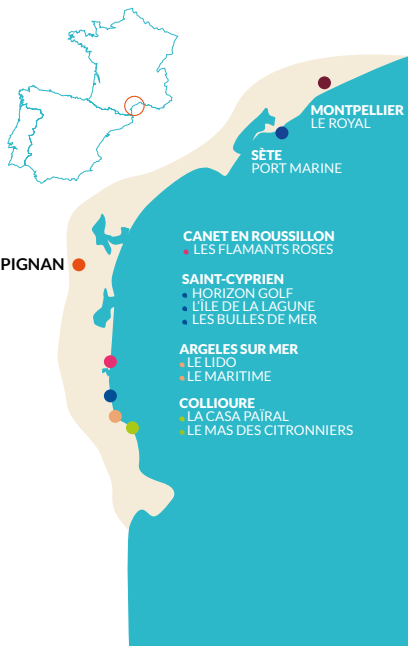 MONTPELLIER
LE ROYAL
SÈTE
PORT MARINE
PIGNAN
CANET EN ROUSSILLON
LES FLAMANTS ROSES
SAINT-CYPRIEN
HORIZON GOLF
L'ÎLE DE LA LAGUNE
LES BULLES DE MER
ARGELES SUR MER
LE LIDO
LE MARITIME
COLLIOURE
LA CASA PAÏRAL
LE MAS DES CITRONNIERS